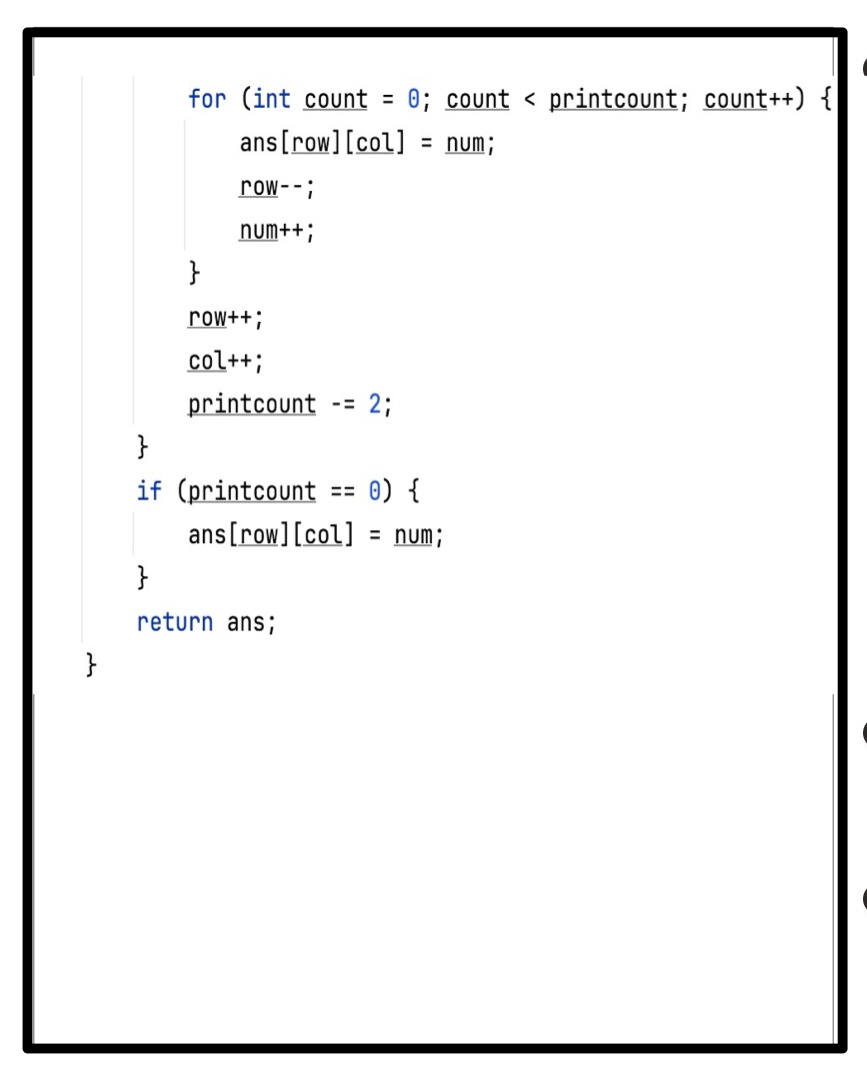 for (int count = 0; count < printcount; count++) {
ans[row][col] = num;
row--;
num++;
}
row++;
col++;
printcount -= 2;
}
if (printcount == 0) {
ans[row][col] = num;
}
return ans;
}